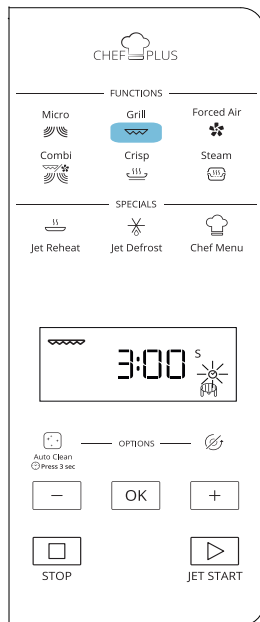 CHEF PLUS
FUNCTIONS
Micro Grill Forced Air
Combi Crisp Steam
SPECIALS
Jet Reheat Jet Defrost Chef Menu
3:00 S
OPTIONS
Auto Clean
Press 3 sec
− OK +
STOP JET START